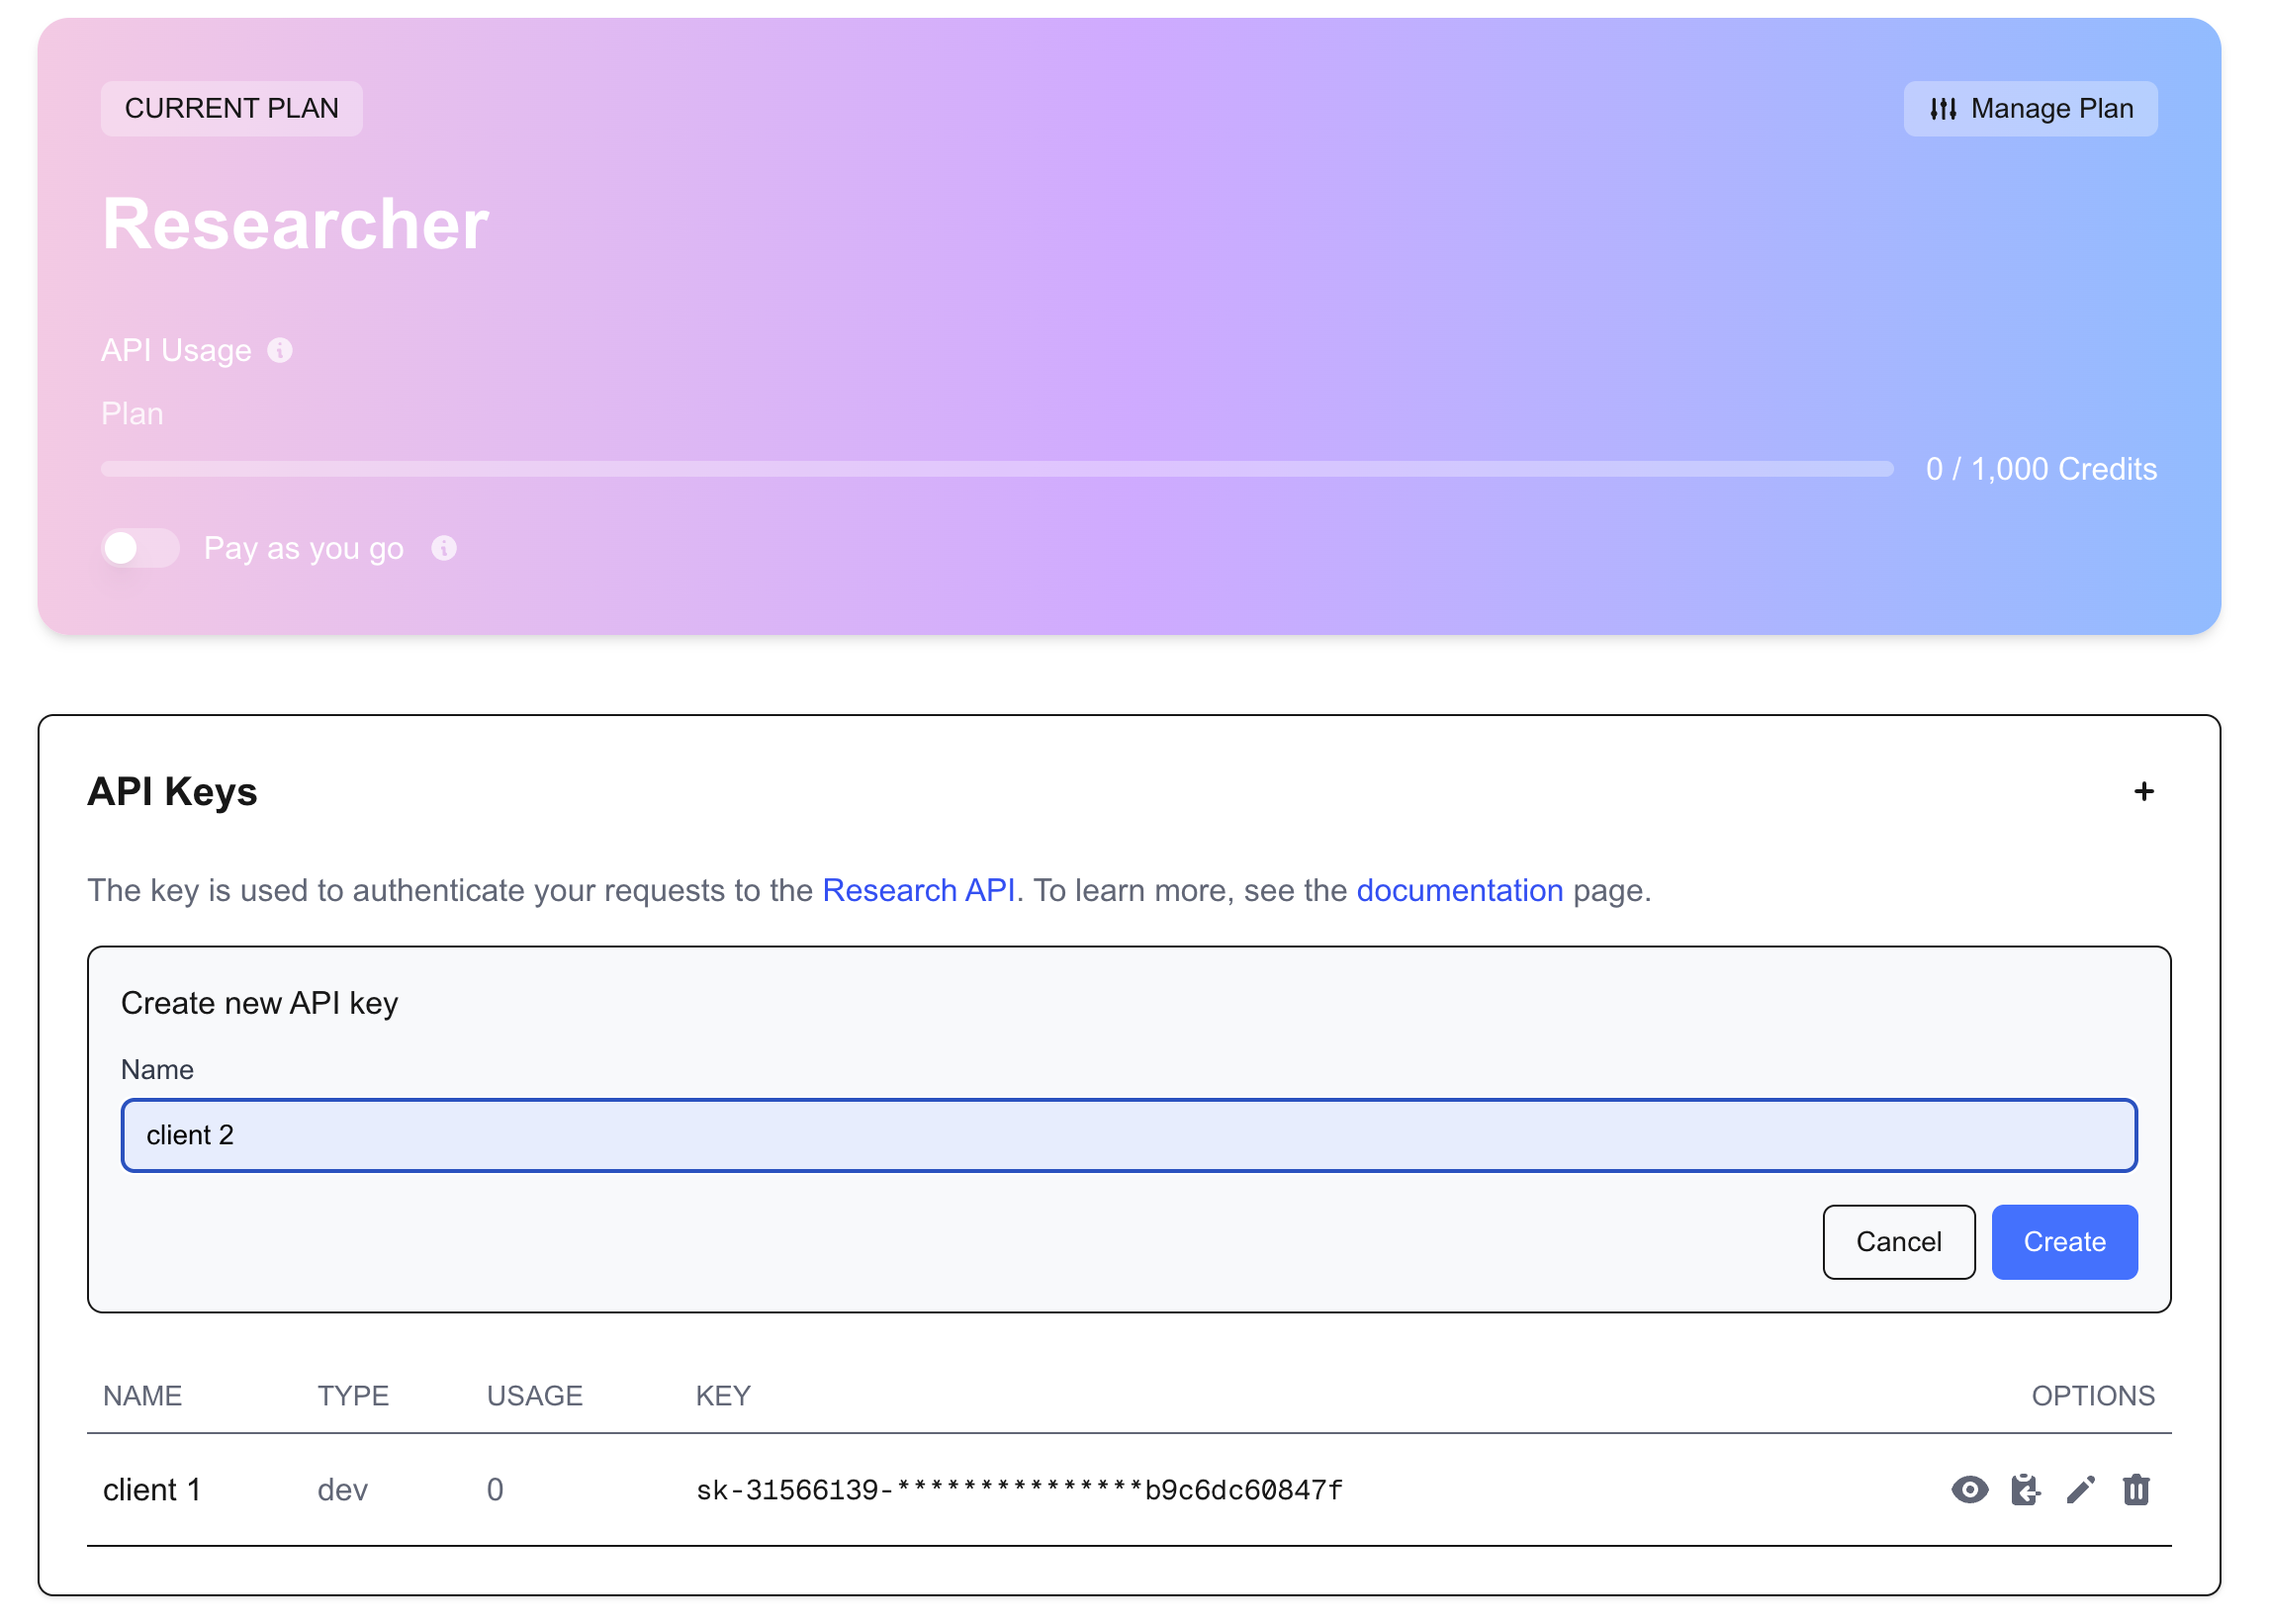 CURRENT PLAN
Manage Plan
Researcher
API Usage
Plan
0 / 1,000 Credits
Pay as you go
API Keys
The key is used to authenticate your requests to the Research API. To learn more, see the documentation page.
Create new API key
Name
client 2
Cancel Create
NAME TYPE USAGE KEY OPTIONS
client 1 dev 0 sk-31566139-***************b9c6dc60847f